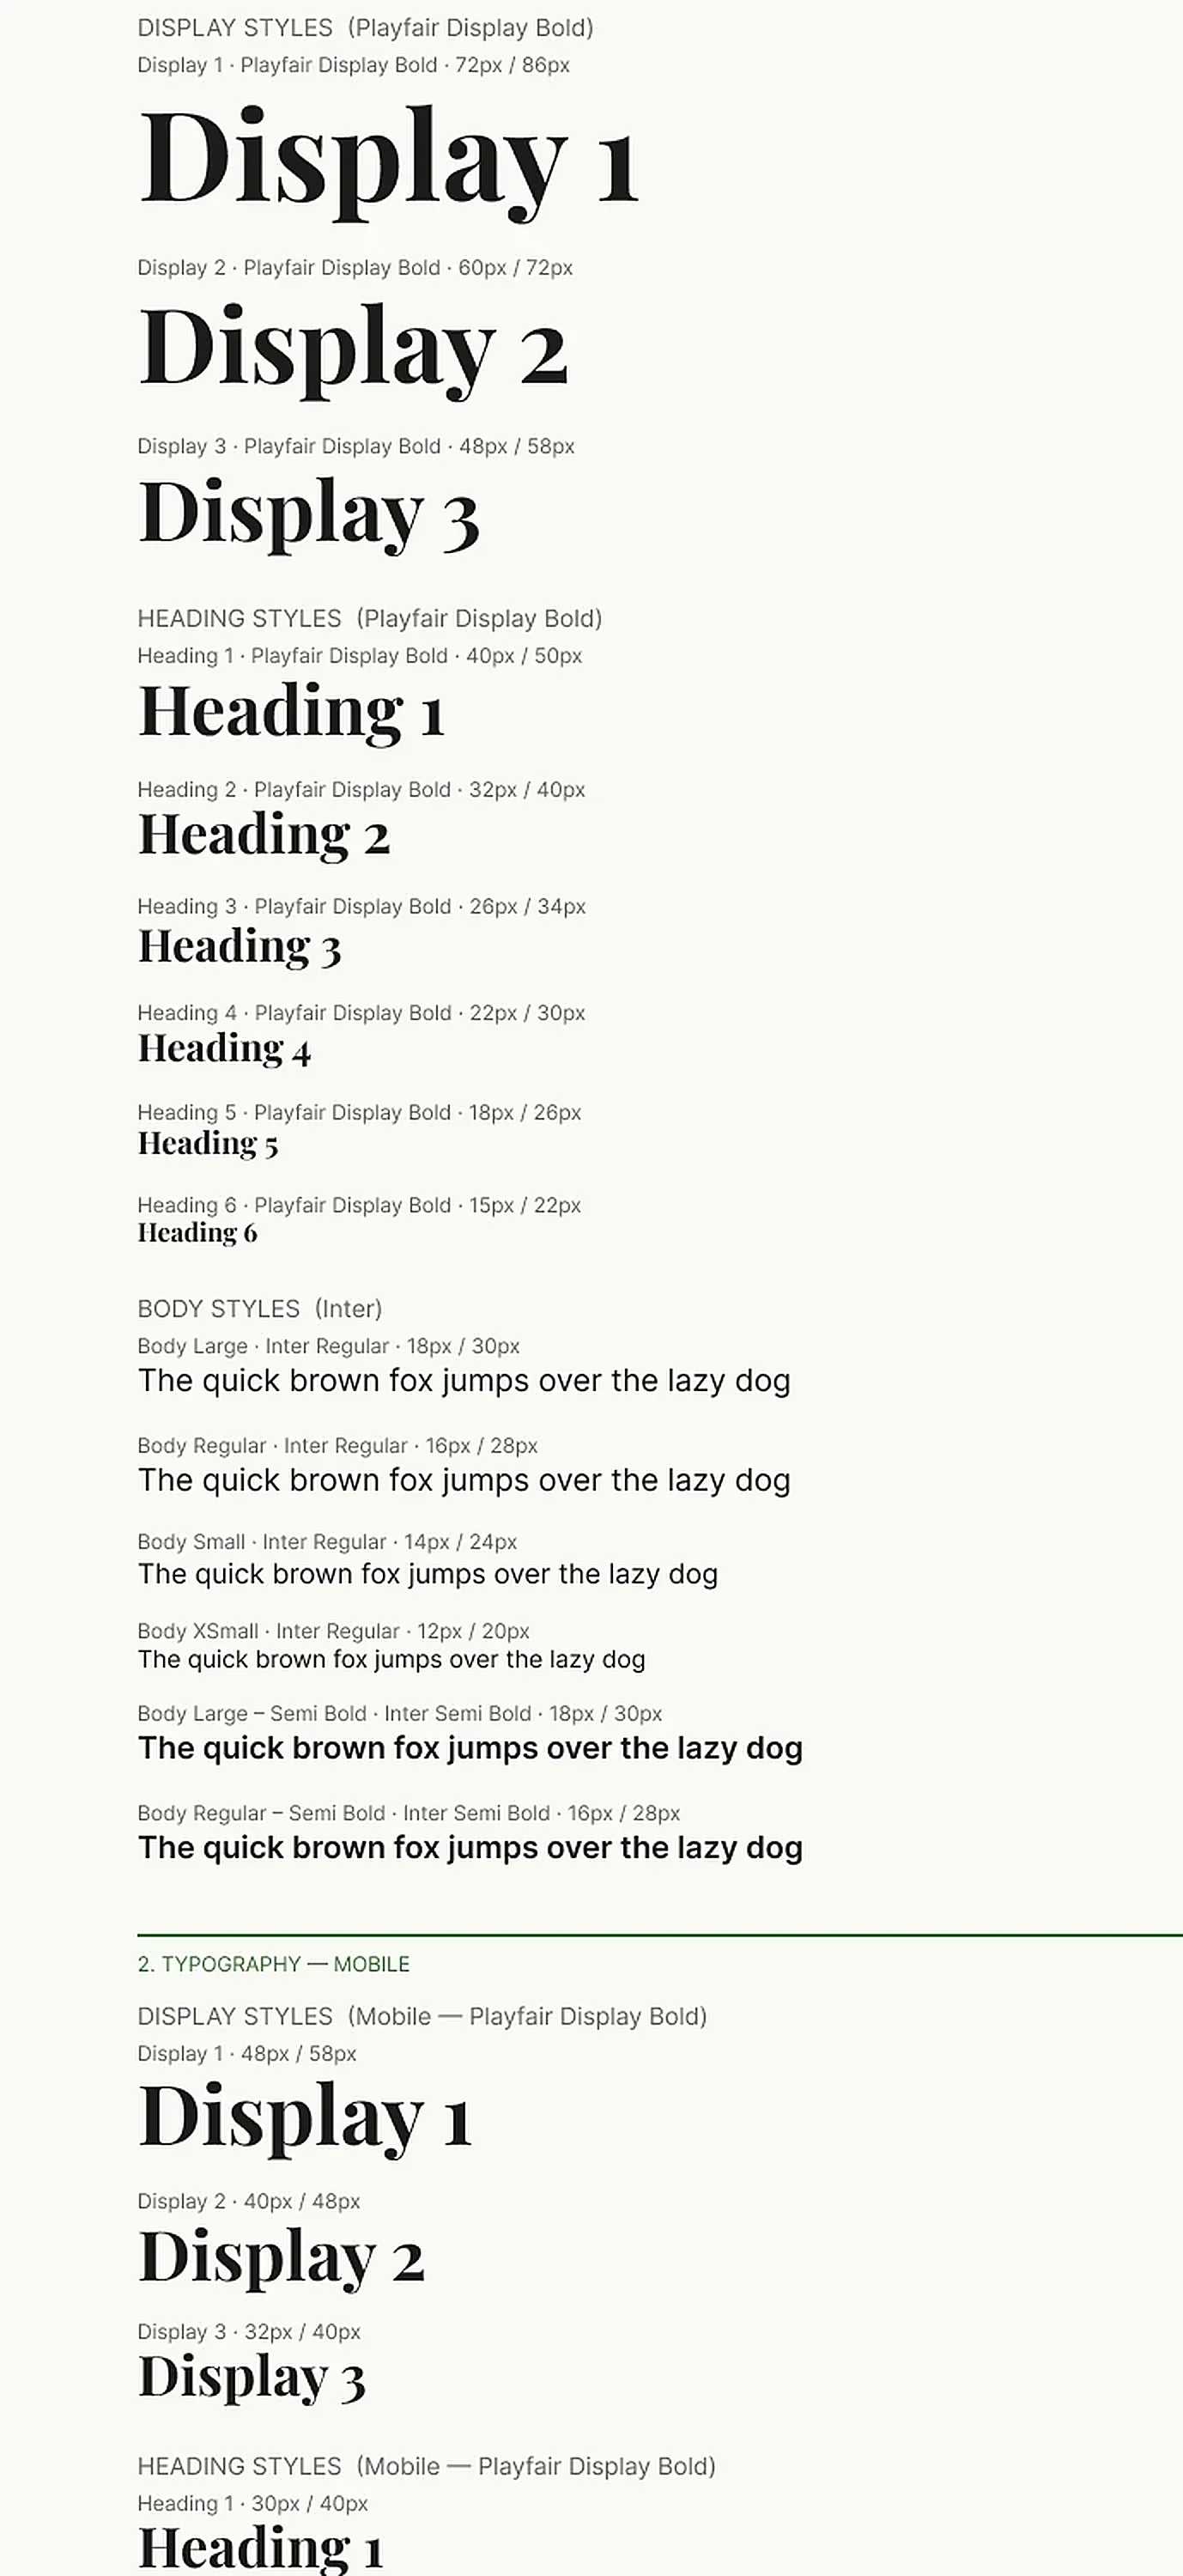 DISPLAY STYLES  (Playfair Display Bold)
Display 1 · Playfair Display Bold · 72px / 86px
Display 1
Display 2 · Playfair Display Bold · 60px / 72px
Display 2
Display 3 · Playfair Display Bold · 48px / 58px
Display 3
HEADING STYLES  (Playfair Display Bold)
Heading 1 · Playfair Display Bold · 40px / 50px
Heading 1
Heading 2 · Playfair Display Bold · 32px / 40px
Heading 2
Heading 3 · Playfair Display Bold · 26px / 34px
Heading 3
Heading 4 · Playfair Display Bold · 22px / 30px
Heading 4
Heading 5 · Playfair Display Bold · 18px / 26px
Heading 5
Heading 6 · Playfair Display Bold · 15px / 22px
Heading 6
BODY STYLES  (Inter)
Body Large · Inter Regular · 18px / 30px
The quick brown fox jumps over the lazy dog
Body Regular · Inter Regular · 16px / 28px
The quick brown fox jumps over the lazy dog
Body Small · Inter Regular · 14px / 24px
The quick brown fox jumps over the lazy dog
Body XSmall · Inter Regular · 12px / 20px
The quick brown fox jumps over the lazy dog
Body Large – Semi Bold · Inter Semi Bold · 18px / 30px
The quick brown fox jumps over the lazy dog
Body Regular – Semi Bold · Inter Semi Bold · 16px / 28px
The quick brown fox jumps over the lazy dog
2. TYPOGRAPHY — MOBILE
DISPLAY STYLES  (Mobile — Playfair Display Bold)
Display 1 · 48px / 58px
Display 1
Display 2 · 40px / 48px
Display 2
Display 3 · 32px / 40px
Display 3
HEADING STYLES  (Mobile — Playfair Display Bold)
Heading 1 · 30px / 40px
Heading 1